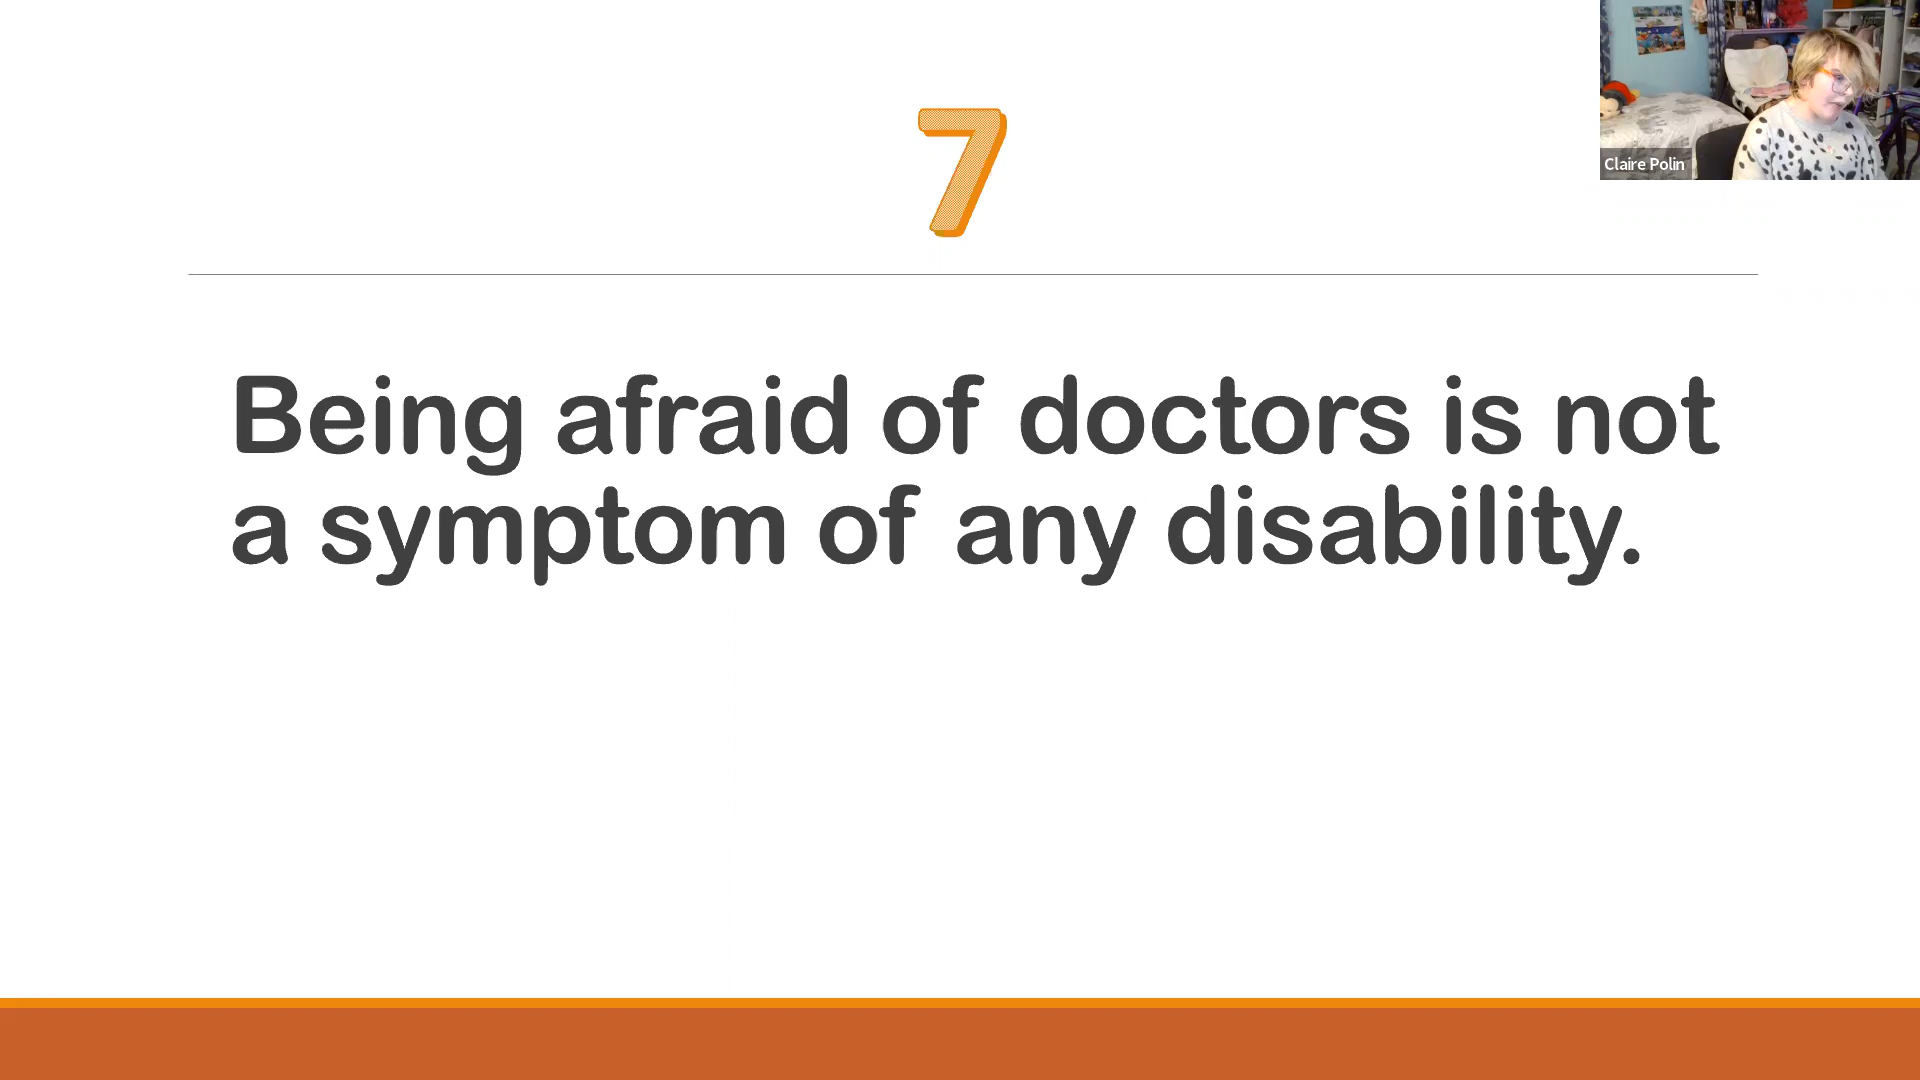 7
Claire Polin
Being afraid of doctors is not
a symptom of any disability.